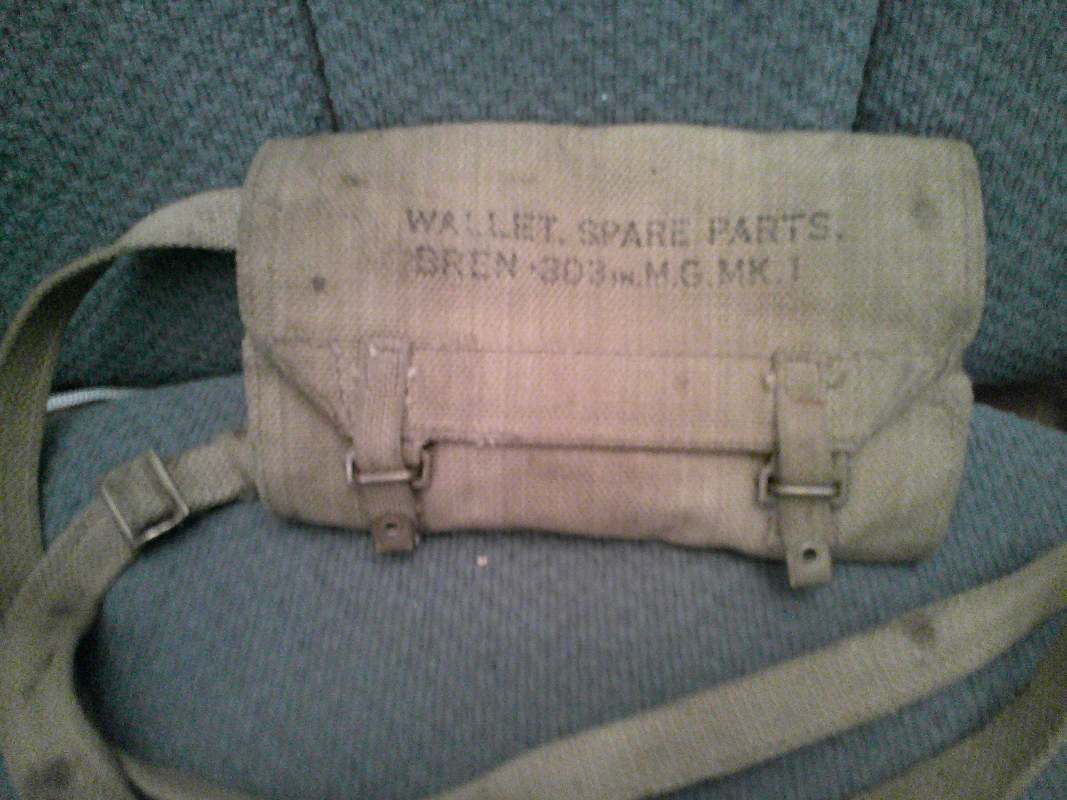 WALLET. SPARE PARTS.
BREN .303 IN. M.G. MK. I